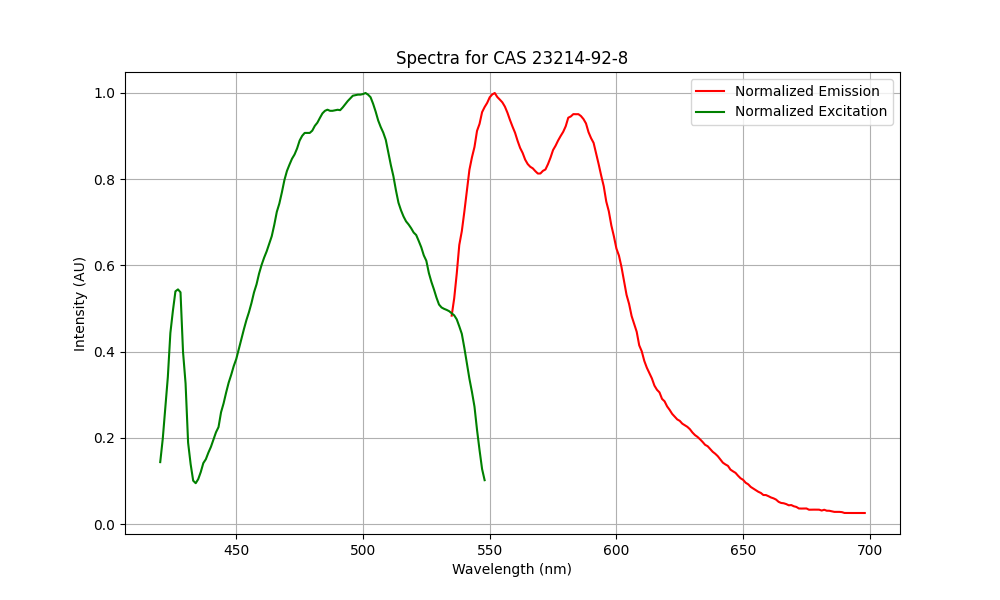 Spectra for CAS 23214-92-8
Normalized Emission
Normalized Excitation
1.0
0.8
0.6
0.4
0.2
0.0
Intensity (AU)
450 500 550 600 650 700
Wavelength (nm)